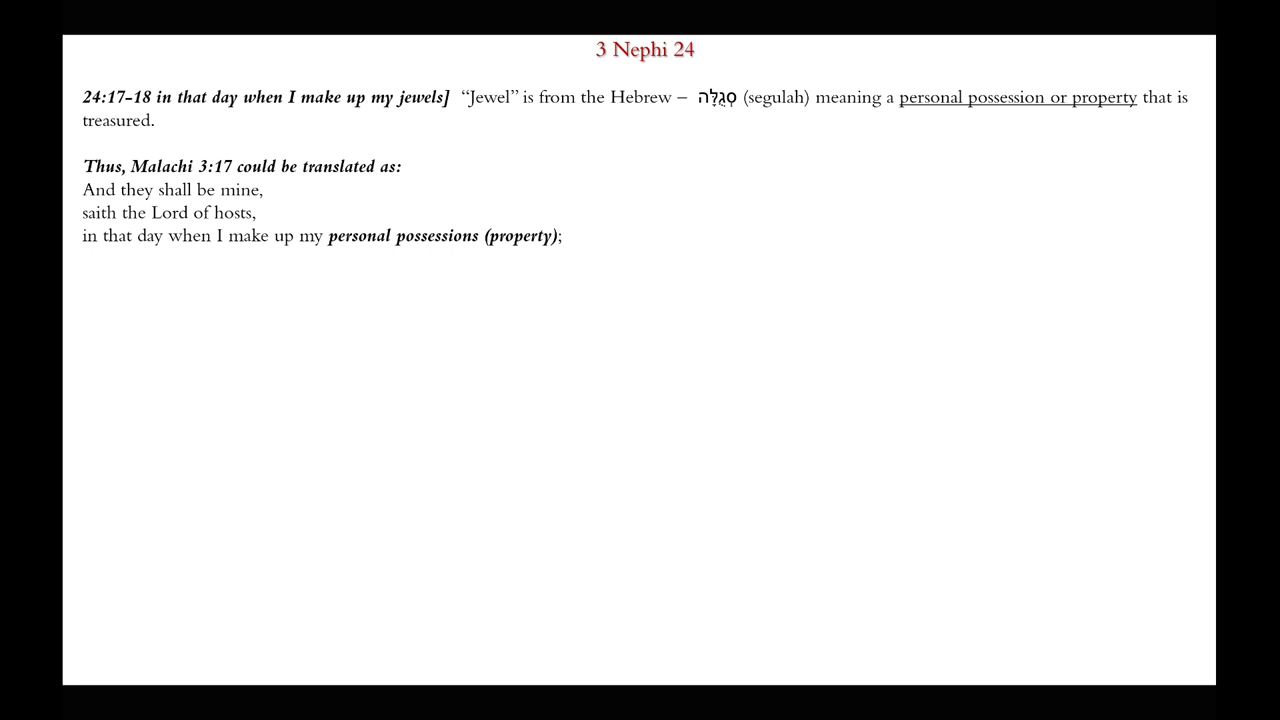 3 Nephi 24
24:17-18 in that day when I make up my jewels] “Jewel” is from the Hebrew – סְגֻלָּה (segulah) meaning a personal possession or property that is
treasured.
Thus, Malachi 3:17 could be translated as:
And they shall be mine,
saith the Lord of hosts,
in that day when I make up my personal possessions (property);